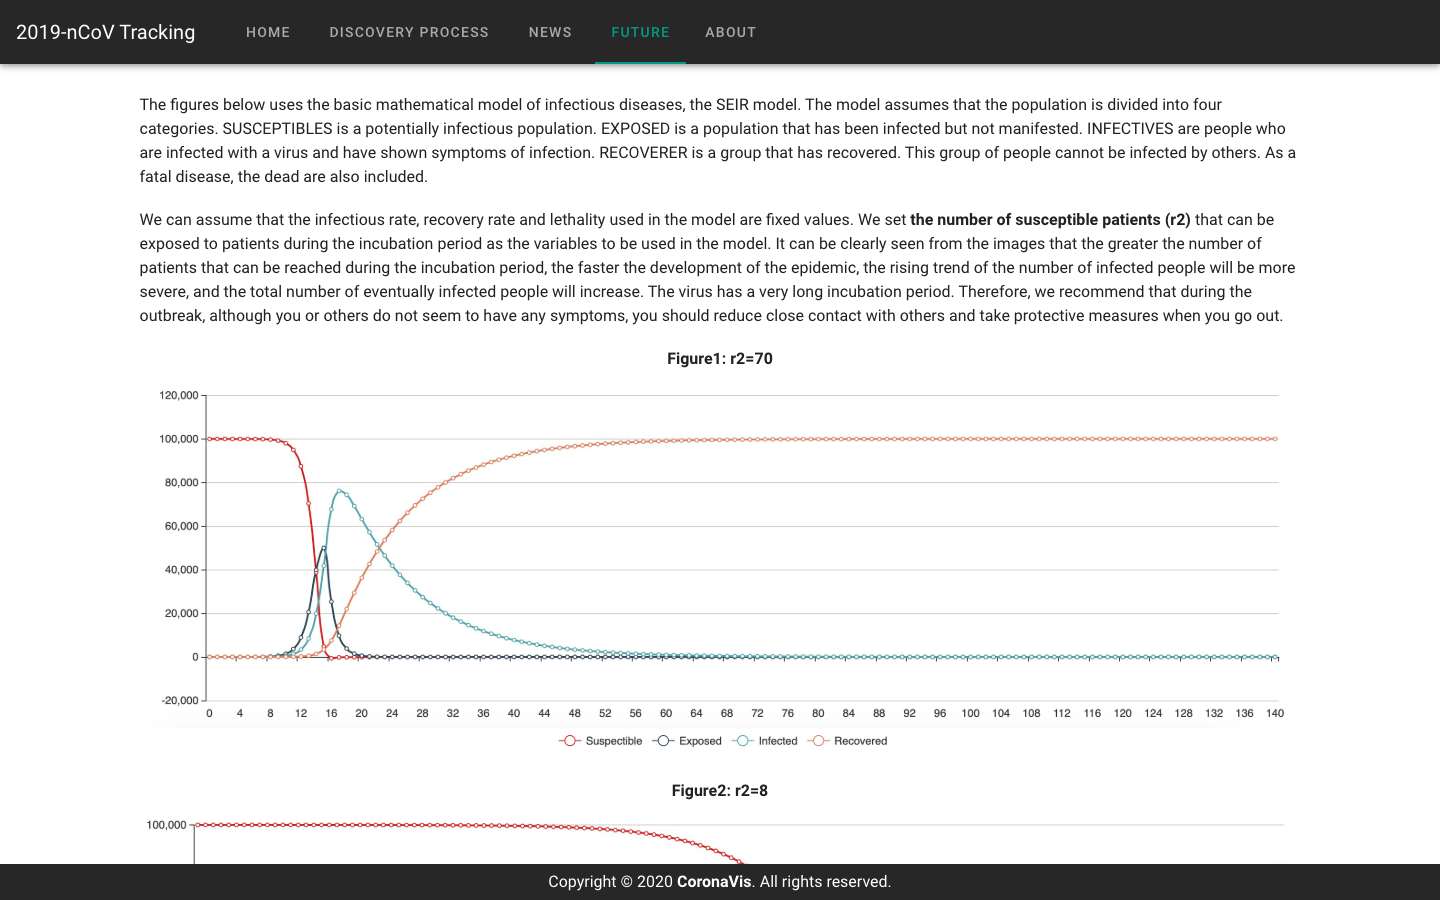 2019-nCoV Tracking HOME DISCOVERY PROCESS NEWS FUTURE ABOUT
The figures below uses the basic mathematical model of infectious diseases, the SEIR model. The model assumes that the population is divided into four
categories. SUSCEPTIBLES is a potentially infectious population. EXPOSED is a population that has been infected but not manifested. INFECTIVES are people who
are infected with a virus and have shown symptoms of infection. RECOVERER is a group that has recovered. This group of people cannot be infected by others. As a
fatal disease, the dead are also included.
We can assume that the infectious rate, recovery rate and lethality used in the model are fixed values. We set the number of susceptible patients (r2) that can be
exposed to patients during the incubation period as the variables to be used in the model. It can be clearly seen from the images that the greater the number of
patients that can be reached during the incubation period, the faster the development of the epidemic, the rising trend of the number of infected people will be more
severe, and the total number of eventually infected people will increase. The virus has a very long incubation period. Therefore, we recommend that during the
outbreak, although you or others do not seem to have any symptoms, you should reduce close contact with others and take protective measures when you go out.
Figure1: r2=70
120,000
100,000
80,000
60,000
40,000
20,000
0
-20,000
0 4 8 12 16 20 24 28 32 36 40 44 48 52 56 60 64 68 72 76 80 84 88 92 96 100 104 108 112 116 120 124 128 132 136 140
Suspectible Exposed Infected Recovered
Figure2: r2=8
100,000
Copyright © 2020 CoronaVis. All rights reserved.